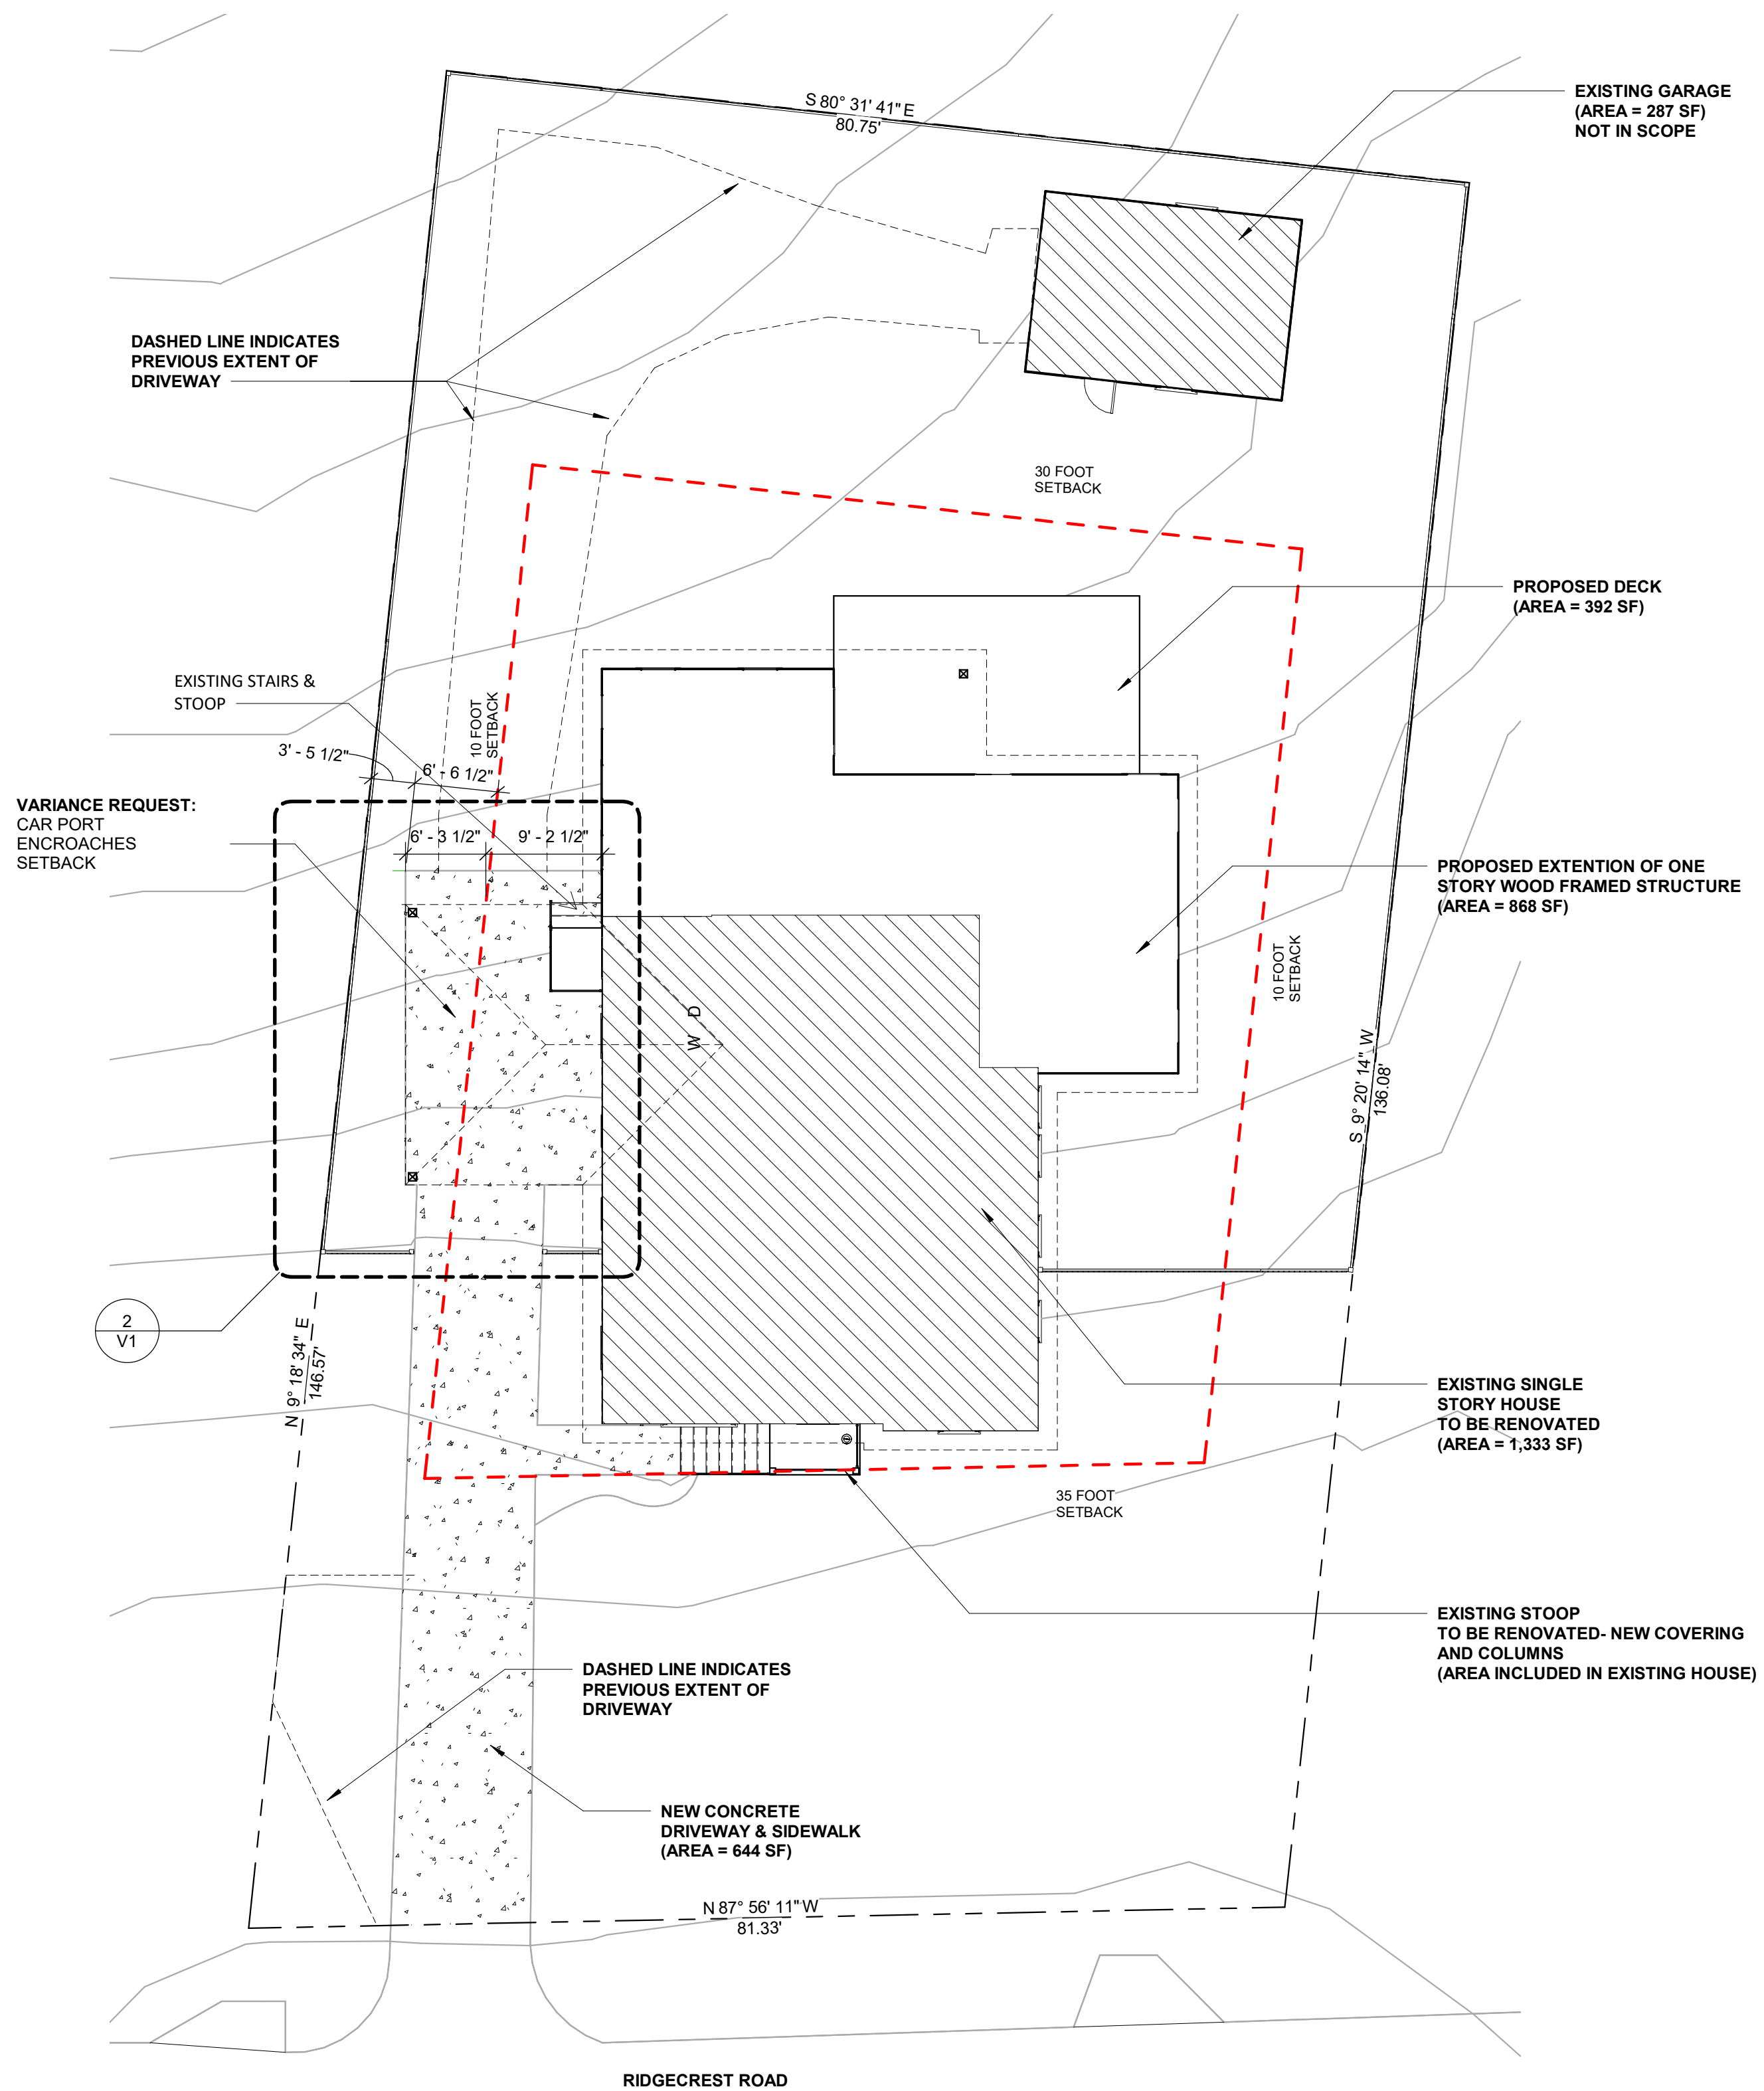 S 80° 31' 41" E
80.75'
EXISTING GARAGE
(AREA = 287 SF)
NOT IN SCOPE
DASHED LINE INDICATES
PREVIOUS EXTENT OF
DRIVEWAY
30 FOOT
SETBACK
PROPOSED DECK
(AREA = 392 SF)
EXISTING STAIRS &
STOOP
10 FOOT
SETBACK
3' - 5 1/2"
6' - 6 1/2"
VARIANCE REQUEST:
CAR PORT
ENCROACHES
SETBACK
6' - 3 1/2"
9' - 2 1/2"
PROPOSED EXTENTION OF ONE
STORY WOOD FRAMED STRUCTURE
(AREA = 868 SF)
10 FOOT
SETBACK
W D
S 9° 20' 14" W
136.08'
2
V1
N 9° 18' 34" E
146.57'
EXISTING SINGLE
STORY HOUSE
TO BE RENOVATED
(AREA = 1,333 SF)
35 FOOT
SETBACK
EXISTING STOOP
TO BE RENOVATED- NEW COVERING
AND COLUMNS
(AREA INCLUDED IN EXISTING HOUSE)
DASHED LINE INDICATES
PREVIOUS EXTENT OF
DRIVEWAY
NEW CONCRETE
DRIVEWAY & SIDEWALK
(AREA = 644 SF)
N 87° 56' 11" W
81.33'
RIDGECREST ROAD